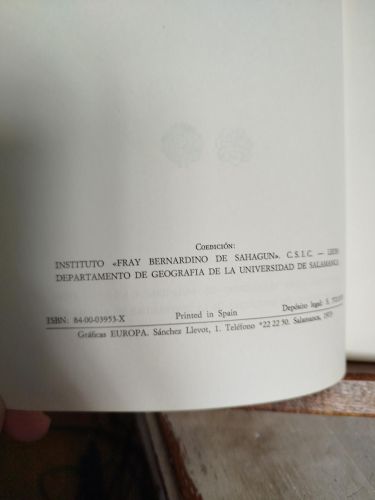 COEDICIÓN:
INSTITUTO «FRAY BERNARDINO DE SAHAGUN». C.S.I.C. —
DEPARTAMENTO DE GEOGRAFIA DE LA UNIVERSIDAD DE SALAMANCA
ISBN: 84-00-03953-X Printed in Spain Depósito legal: S.
Gráficas EUROPA. Sánchez Llevot, 1. Teléfono *22 22 50. Salamanca,